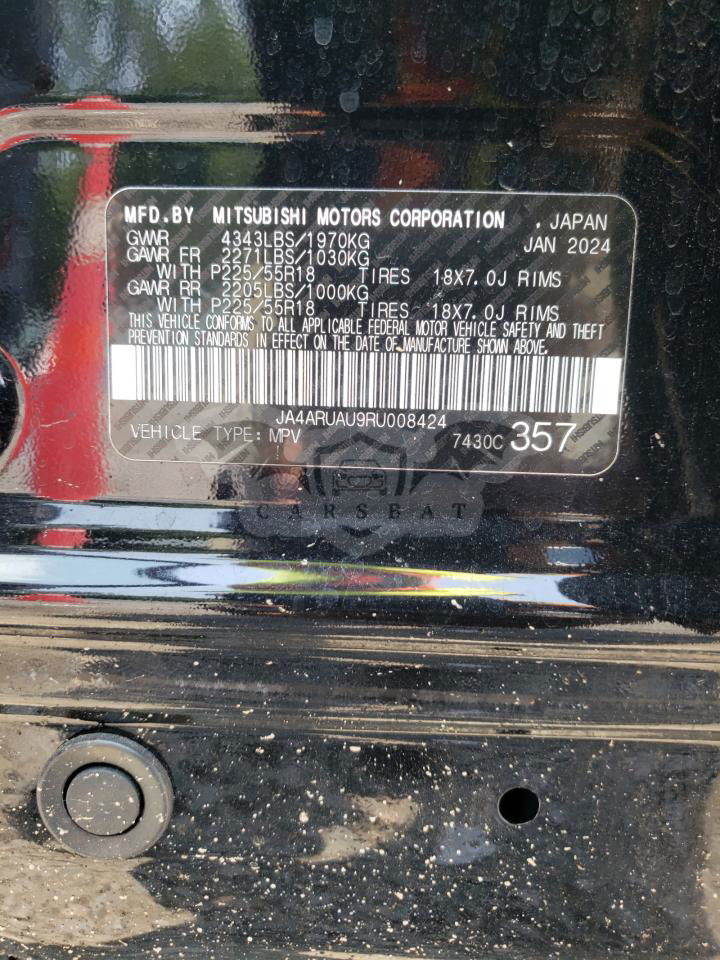 MFD.BY MITSUBISHI MOTORS CORPORATION . JAPAN
GVWR 4343LBS/1970KG JAN 2024
GAWR FR 2271LBS/1030KG
WITH P225/55R18 TIRES 18X7.0J RIMS
GAWR RR 2205LBS/1000KG
WITH P225/55R18 TIRES 18X7.0J RIMS
THIS VEHICLE CONFORMS TO ALL APPLICABLE FEDERAL MOTOR VEHICLE SAFETY AND THEFT
PREVENTION STANDARDS IN EFFECT ON THE DATE OF MANUFACTURE SHOWN ABOVE.
JA4ARUAU9RU008424
VEHICLE TYPE: MPV 7430C 357
CARSBAT